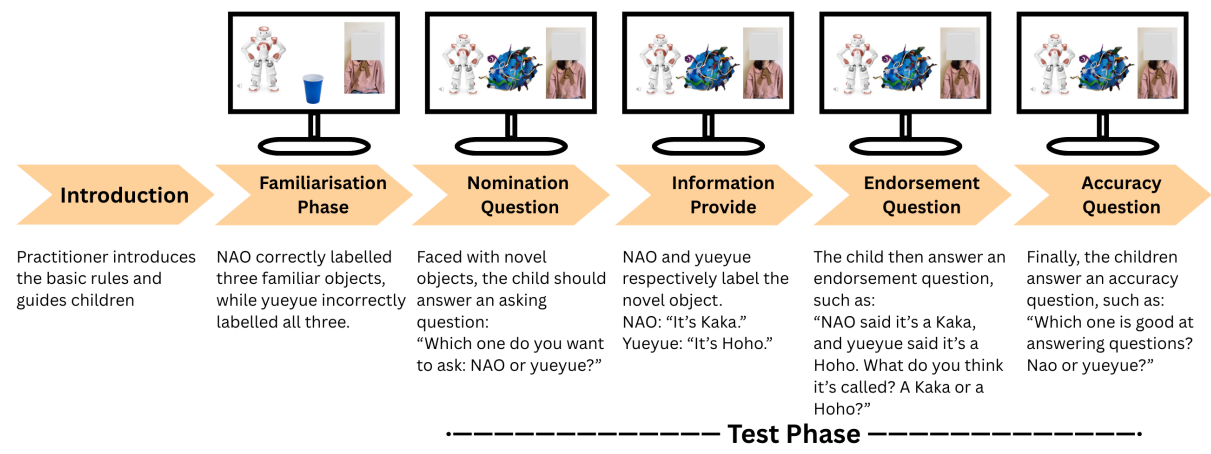 Introduction
Familiarisation
Phase
Nomination
Question
Information
Provide
Endorsement
Question
Accuracy
Question
Practitioner introduces
the basic rules and
guides children
NAO correctly labelled
three familiar objects,
while yueyue incorrectly
labelled all three.
Faced with novel
objects, the child should
answer an asking
question:
“Which one do you want
to ask: NAO or yueyue?”
NAO and yueyue
respectively label the
novel object.
NAO: “It’s Kaka.”
Yueyue: “It’s Hoho.”
The child then answer an
endorsement question,
such as:
“NAO said it’s a Kaka,
and yueyue said it’s a
Hoho. What do you think
it’s called? A Kaka or a
Hoho?”
Finally, the children
answer an accuracy
question, such as:
“Which one is good at
answering questions?
Nao or yueyue?”
Test Phase